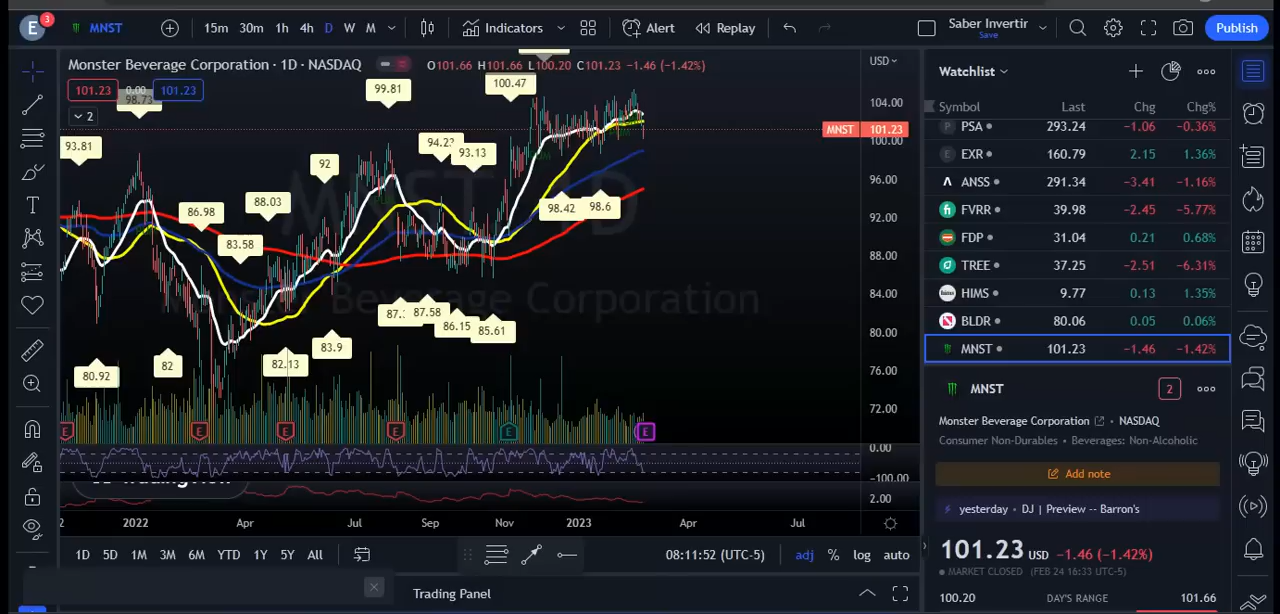 E 3 MNST 15m 30m 1h 4h D W M Indicators Alert Replay Saber Invertir Save Publish
Monster Beverage Corporation · 1D · NASDAQ O101.66 H101.66 L100.20 C101.23 −1.46 (−1.42%)
101.23 0.00 101.23
98.73
2
93.81
99.81
100.47
94.23
93.13
92
88.03
86.98
83.58
98.42
98.6
87.58
86.15
85.61
83.9
82.13
82
80.92
MNST, 1D
Monster Beverage Corporation
USD
104.00
MNST 101.23
100.00
96.00
92.00
88.00
84.00
80.00
76.00
72.00
E E E E E E
0.00
−100.00
2.00
2022 Apr Jul Sep Nov 2023 Apr Jul
1D 5D 1M 3M 6M YTD 1Y 5Y All 08:11:52 (UTC-5) adj % log auto
Trading Panel
Watchlist
Symbol Last Chg Chg%
PSA 293.24 −1.06 −0.36%
EXR 160.79 2.15 1.36%
ANSS 291.34 −3.41 −1.16%
FVRR 39.98 −2.45 −5.77%
FDP 31.04 0.21 0.68%
TREE 37.25 −2.51 −6.31%
HIMS 9.77 0.13 1.35%
BLDR 80.06 0.05 0.06%
MNST 101.23 −1.46 −1.42%
MNST 2
Monster Beverage Corporation · NASDAQ
Consumer Non-Durables · Beverages: Non-Alcoholic
Add note
yesterday · DJ | Preview -- Barron's
101.23 USD −1.46 (−1.42%)
MARKET CLOSED (FEB 24 16:33 UTC-5)
100.20 DAY'S RANGE 101.66